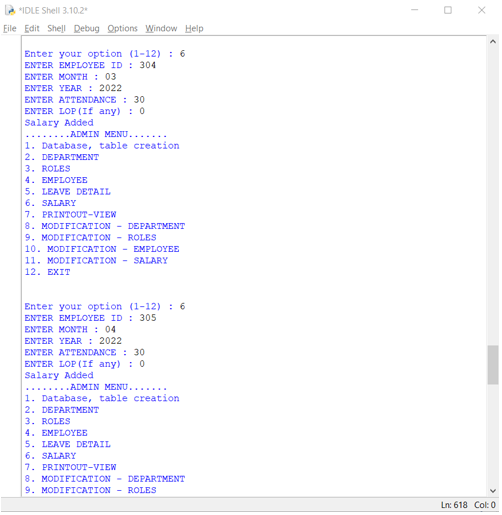 *IDLE Shell 3.10.2*
File Edit Shell Debug Options Window Help
Enter your option (1-12) : 6
ENTER EMPLOYEE ID : 304
ENTER MONTH : 03
ENTER YEAR : 2022
ENTER ATTENDANCE : 30
ENTER LOP(If any) : 0
Salary Added
........ADMIN MENU.......
1. Database, table creation
2. DEPARTMENT
3. ROLES
4. EMPLOYEE
5. LEAVE DETAIL
6. SALARY
7. PRINTOUT-VIEW
8. MODIFICATION - DEPARTMENT
9. MODIFICATION - ROLES
10. MODIFICATION - EMPLOYEE
11. MODIFICATION - SALARY
12. EXIT
Enter your option (1-12) : 6
ENTER EMPLOYEE ID : 305
ENTER MONTH : 04
ENTER YEAR : 2022
ENTER ATTENDANCE : 30
ENTER LOP(If any) : 0
Salary Added
........ADMIN MENU.......
1. Database, table creation
2. DEPARTMENT
3. ROLES
4. EMPLOYEE
5. LEAVE DETAIL
6. SALARY
7. PRINTOUT-VIEW
8. MODIFICATION - DEPARTMENT
9. MODIFICATION - ROLES
Ln: 618 Col: 0